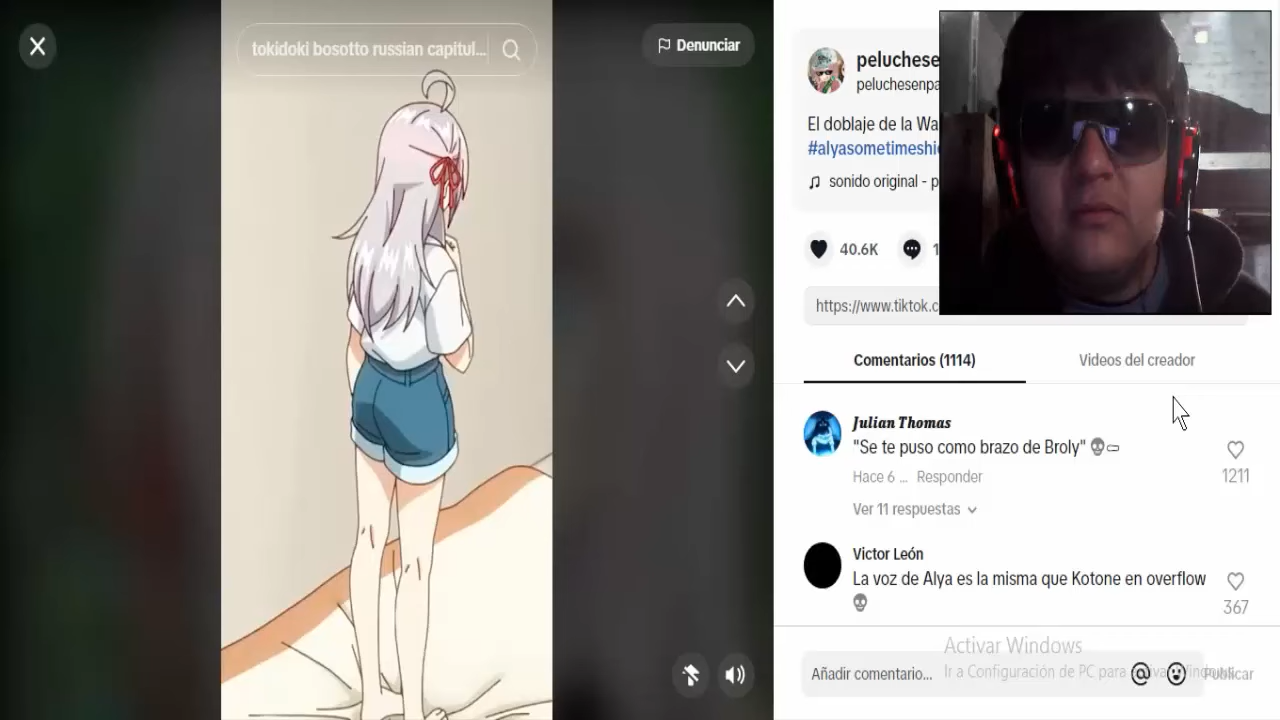 tokidoki bosotto russian capitul...
Denunciar
peluchese
peluchesenpa
El doblaje de la Wa
#alyasometimeshi
sonido original - p
40.6K
1
https://www.tiktok.c
Comentarios (1114)
Videos del creador
Julian Thomas
"Se te puso como brazo de Broly"
Hace 6 ... Responder
1211
Ver 11 respuestas
Victor León
La voz de Alya es la misma que Kotone en overflow
367
Activar Windows
Ir a Configuración de PC para
Añadir comentario...
Publicar